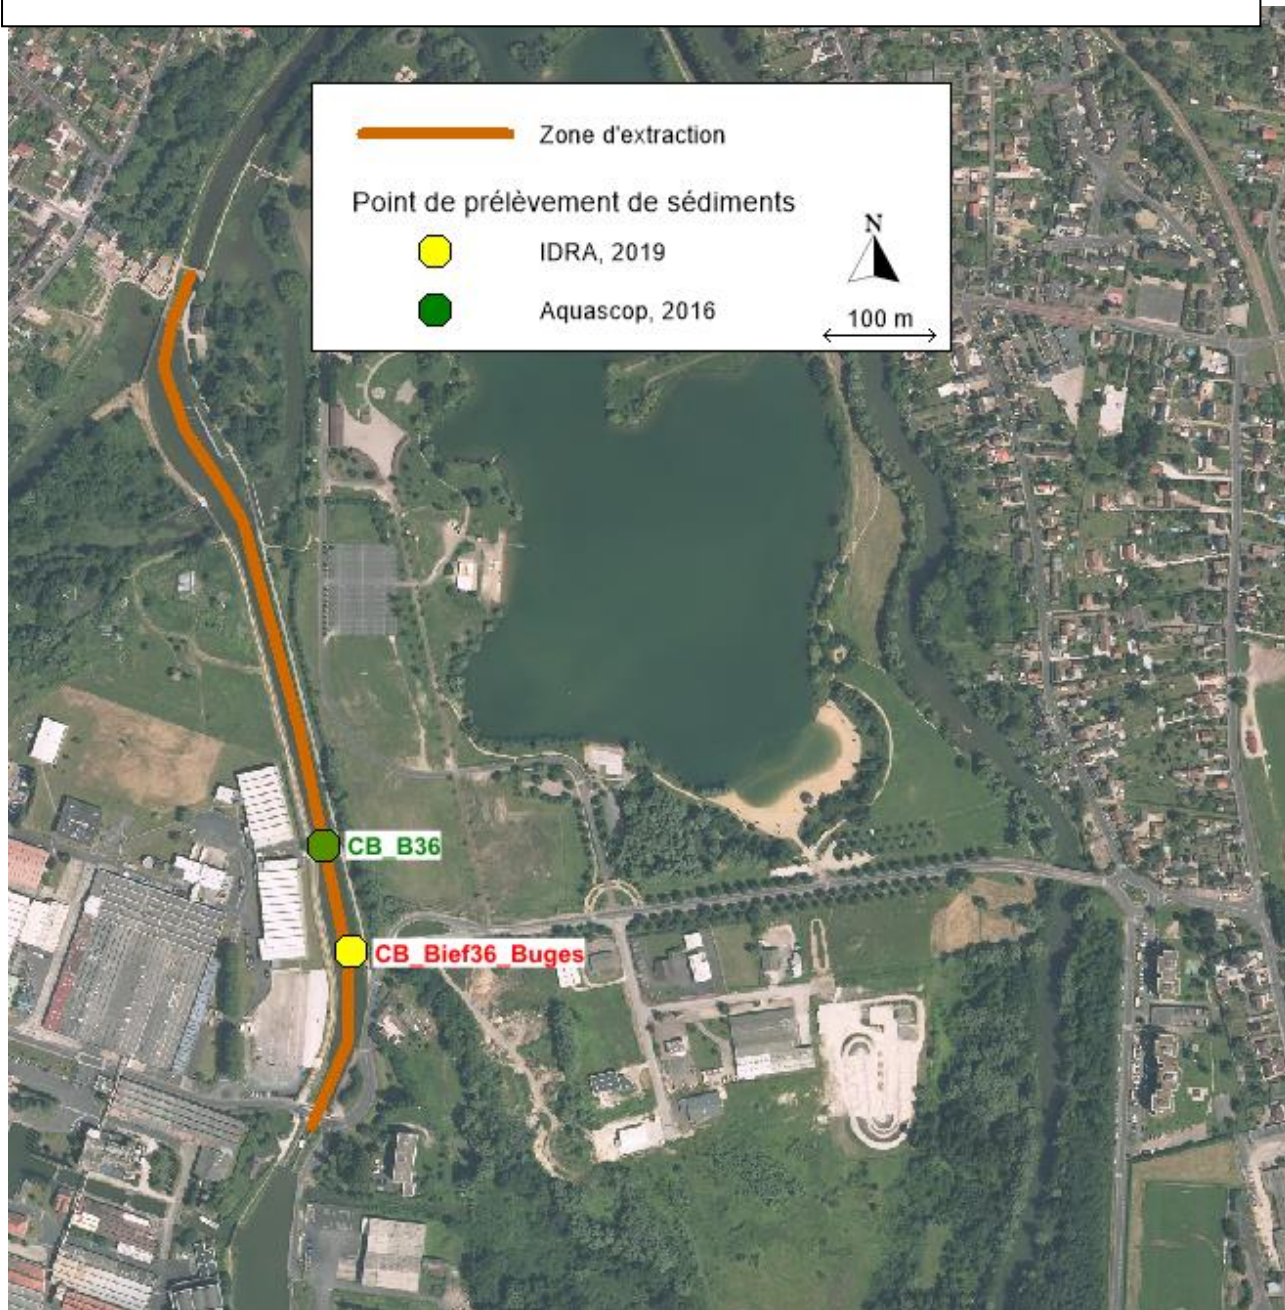 Zone d'extraction
Point de prélèvement de sédiments
N
IDRA, 2019
Aquascop, 2016
100 m
CB_B36
CB_Bief36_Buges